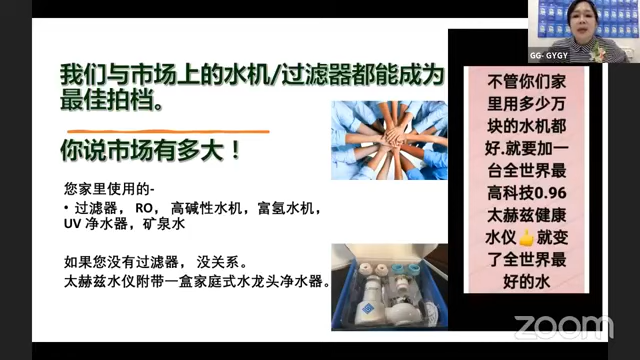 我们与市场上的水机/过滤器都能成为
最佳拍档。
你说市场有多大！
您家里使用的-
• 过滤器， RO， 高碱性水机，富氢水机，
UV 净水器，矿泉水
如果您没有过滤器， 没关系。
太赫兹水仪附带一盒家庭式水龙头净水器。
不管你们家
里用多少万
块的水机都
好.就要加一
台全世界最
高科技0.96
太赫兹健康
水仪👍就变
了全世界最
好的水
GG- GYGY
zoom